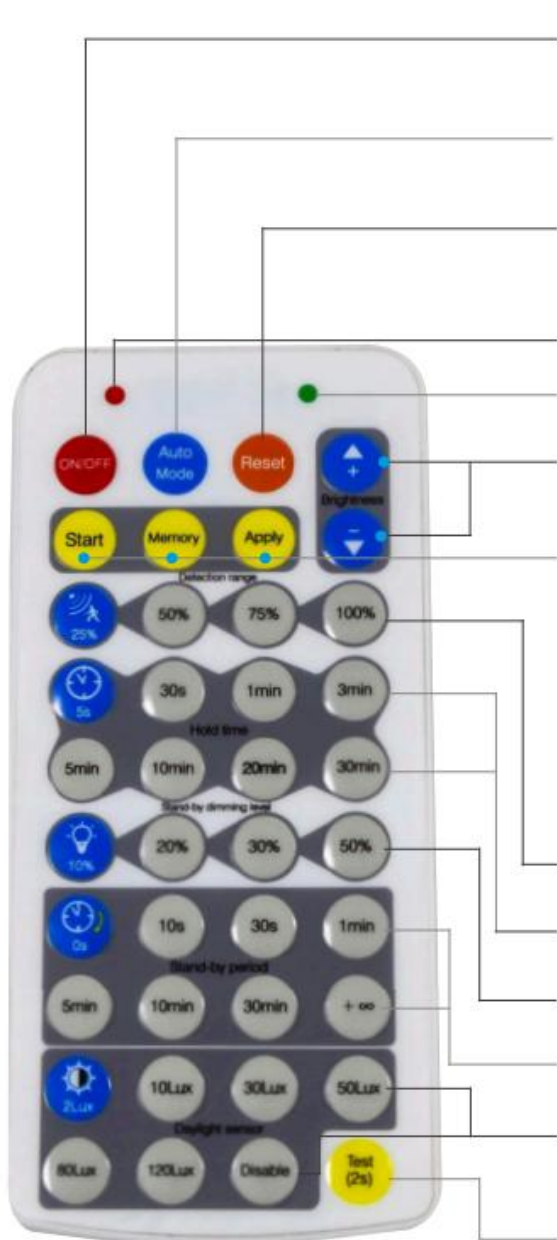 ON/OFF Auto Mode Reset
+
Brightness
−
Start Memory Apply
Detection range
25% 50% 75% 100%
5s 30s 1min 3min
Hold time
5min 10min 20min 30min
Stand-by dimming level
10% 20% 30% 50%
0s 10s 30s 1min
Stand-by period
5min 10min 30min +∞
2Lux 10Lux 30Lux 50Lux
Daylight sensor
80Lux 120Lux Disable Test (2s)